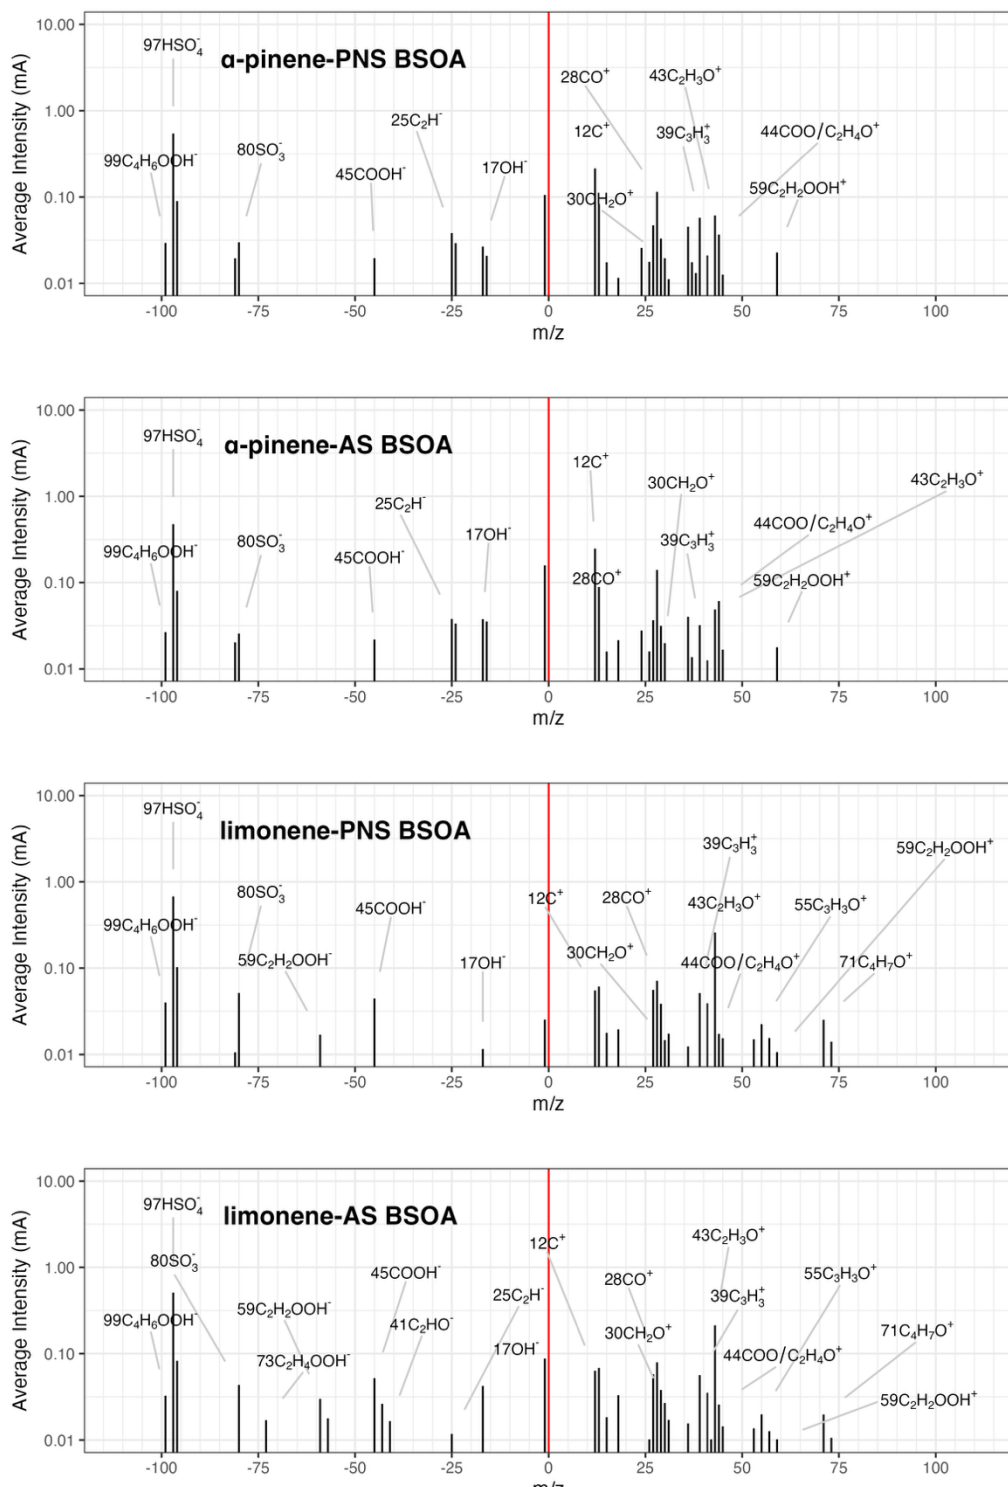 α-pinene-PNS BSOA
Average Intensity (mA)
10.00
1.00
0.10
0.01
97HSO₄⁻
99C₄H₆OOH⁻
80SO₃⁻
45COOH⁻
25C₂H⁻
17OH⁻
28CO⁺
12C⁺
30CH₂O⁺
43C₂H₃O⁺
39C₃H₃⁺
44COO/C₂H₄O⁺
59C₂H₂OOH⁺
-100 -75 -50 -25 0 25 50 75 100
m/z
α-pinene-AS BSOA
Average Intensity (mA)
10.00
1.00
0.10
0.01
97HSO₄⁻
99C₄H₆OOH⁻
80SO₃⁻
45COOH⁻
25C₂H⁻
17OH⁻
12C⁺
28CO⁺
30CH₂O⁺
39C₃H₃⁺
43C₂H₃O⁺
44COO/C₂H₄O⁺
59C₂H₂OOH⁺
-100 -75 -50 -25 0 25 50 75 100
m/z
limonene-PNS BSOA
Average Intensity (mA)
10.00
1.00
0.10
0.01
97HSO₄⁻
99C₄H₆OOH⁻
80SO₃⁻
59C₂H₂OOH⁻
45COOH⁻
17OH⁻
12C⁺
28CO⁺
30CH₂O⁺
39C₃H₃⁺
43C₂H₃O⁺
44COO/C₂H₄O⁺
55C₃H₃O⁺
59C₂H₂OOH⁺
71C₄H₇O⁺
-100 -75 -50 -25 0 25 50 75 100
m/z
limonene-AS BSOA
Average Intensity (mA)
10.00
1.00
0.10
0.01
97HSO₄⁻
80SO₃⁻
99C₄H₆OOH⁻
59C₂H₂OOH⁻
73C₂H₄OOH⁻
45COOH⁻
41C₂HO⁻
25C₂H⁻
17OH⁻
12C⁺
28CO⁺
30CH₂O⁺
43C₂H₃O⁺
39C₃H₃⁺
44COO/C₂H₄O⁺
55C₃H₃O⁺
71C₄H₇O⁺
59C₂H₂OOH⁺
-100 -75 -50 -25 0 25 50 75 100